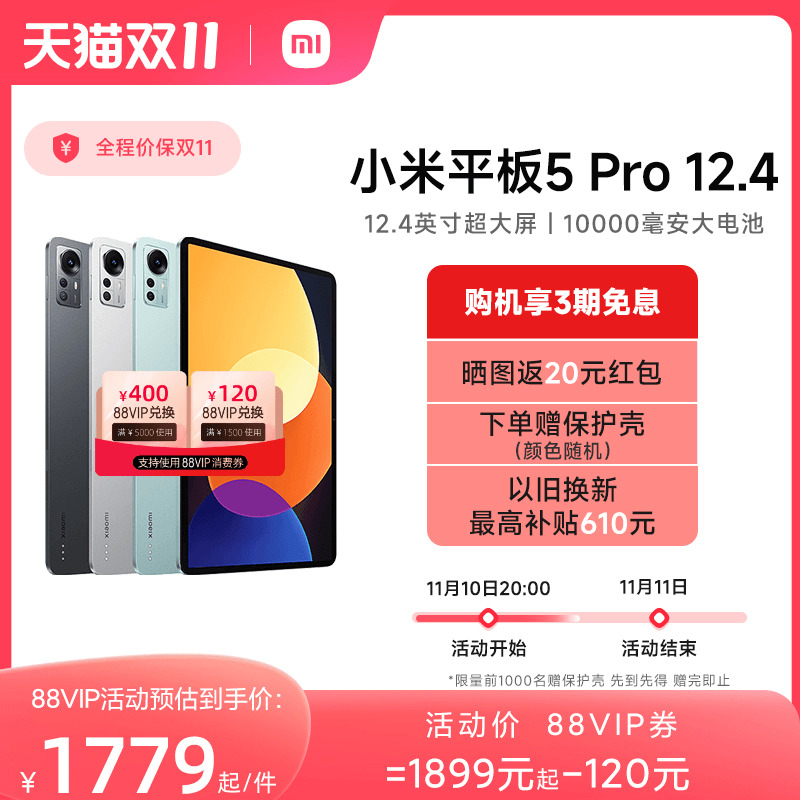 天猫双11
mi
¥ 全程价保双11
小米平板5 Pro 12.4
12.4英寸超大屏 | 10000毫安大电池
购机享3期免息
晒图返20元红包
下单赠保护壳
(颜色随机)
以旧换新
最高补贴610元
¥400
88VIP兑换
满¥5000使用
¥120
88VIP兑换
满¥1500使用
支持使用88VIP消费券
xiaomi
xiaomi
xiaomi
11月10日20:00
11月11日
活动开始
活动结束
*限量前1000名赠保护壳 先到先得 赠完即止
88VIP活动预估到手价:
¥1779起/件
活动价 88VIP券
=1899元起-120元